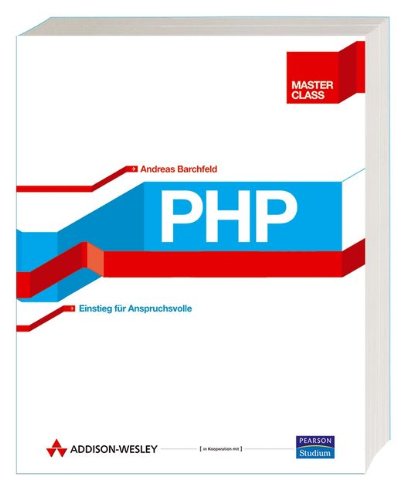 MASTER
CLASS
Andreas Barchfeld
PHP
Einstieg für Anspruchsvolle
ADDISON-WESLEY
[ in Kooperation mit ]
PEARSON
Studium